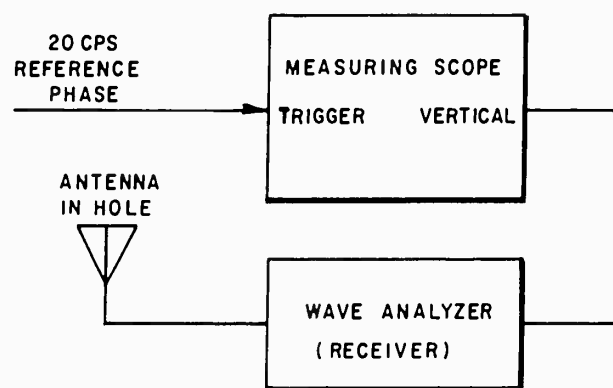 20 CPS
REFERENCE
PHASE
MEASURING SCOPE
TRIGGER VERTICAL
ANTENNA
IN HOLE
WAVE ANALYZER
(RECEIVER)